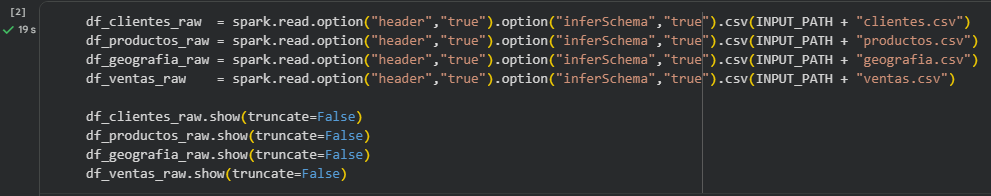 [2]
19 s
df_clientes_raw  = spark.read.option("header","true").option("inferSchema","true").csv(INPUT_PATH + "clientes.csv")
df_productos_raw = spark.read.option("header","true").option("inferSchema","true").csv(INPUT_PATH + "productos.csv")
df_geografia_raw = spark.read.option("header","true").option("inferSchema","true").csv(INPUT_PATH + "geografia.csv")
df_ventas_raw    = spark.read.option("header","true").option("inferSchema","true").csv(INPUT_PATH + "ventas.csv")
df_clientes_raw.show(truncate=False)
df_productos_raw.show(truncate=False)
df_geografia_raw.show(truncate=False)
df_ventas_raw.show(truncate=False)